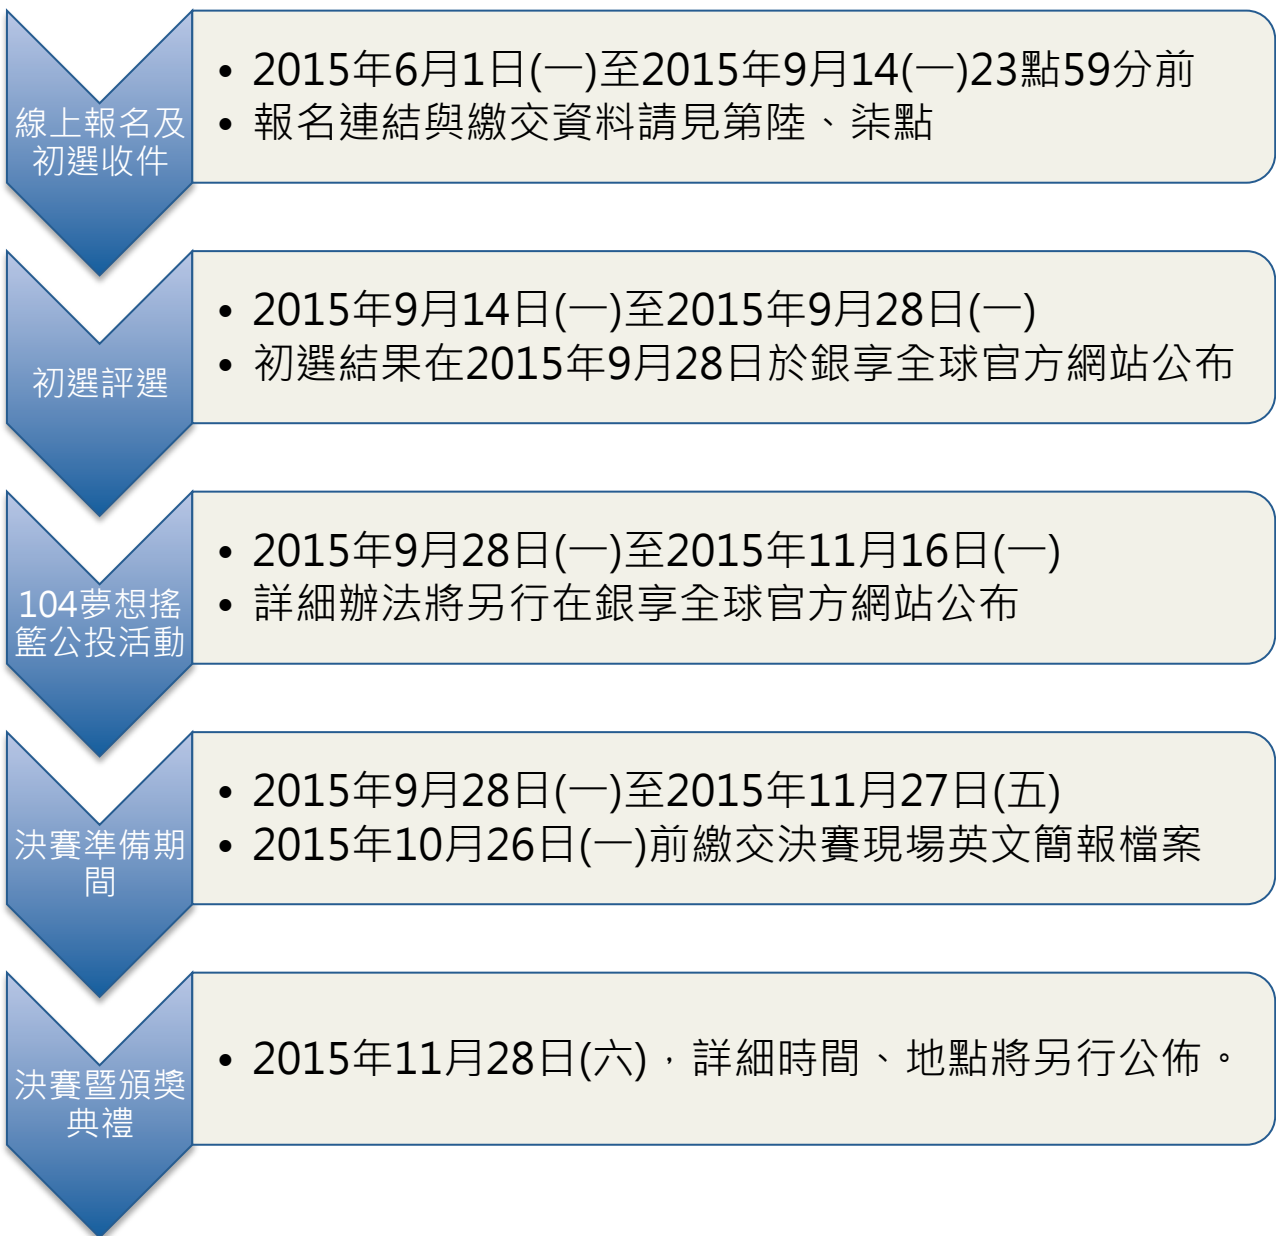 線上報名及
初選收件
• 2015年6月1日(一)至2015年9月14(一)23點59分前
• 報名連結與繳交資料請見第陸、柒點
初選評選
• 2015年9月14日(一)至2015年9月28日(一)
• 初選結果在2015年9月28日於銀享全球官方網站公布
104夢想搖
籃公投活動
• 2015年9月28日(一)至2015年11月16日(一)
• 詳細辦法將另行在銀享全球官方網站公布
決賽準備期
間
• 2015年9月28日(一)至2015年11月27日(五)
• 2015年10月26日(一)前繳交決賽現場英文簡報檔案
決賽暨頒獎
典禮
• 2015年11月28日(六)，詳細時間、地點將另行公佈。